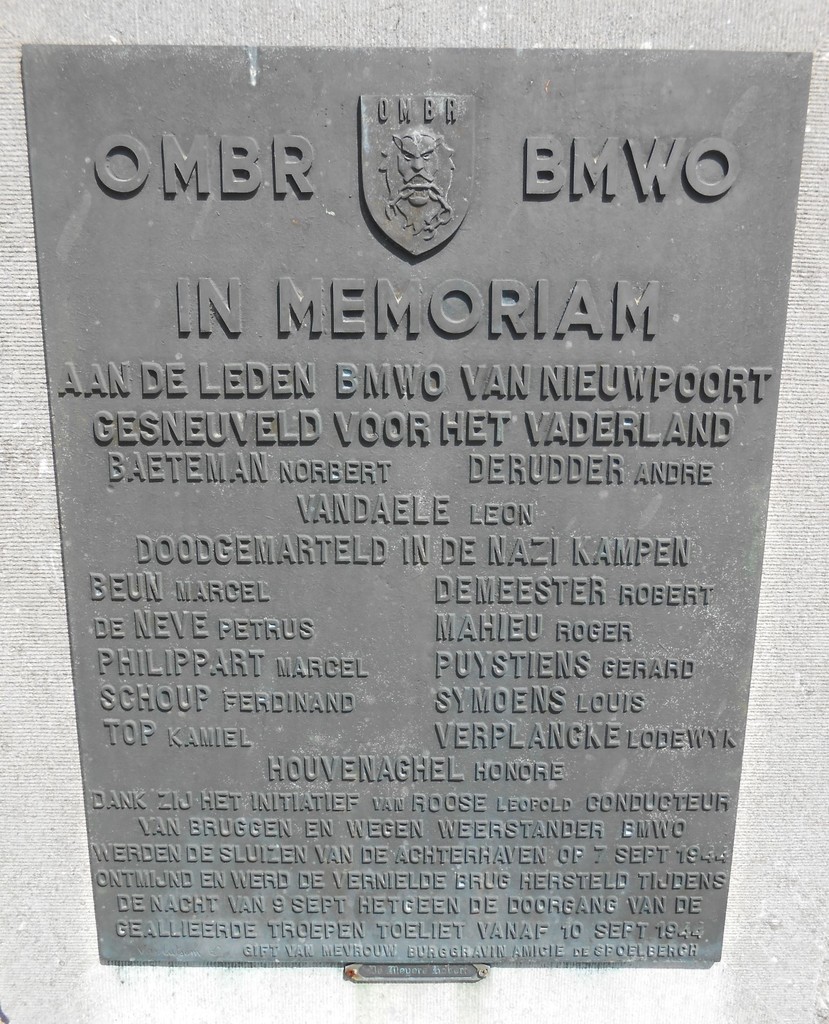 OMBR
OMBR BMWO
IN MEMORIAM
AAN DE LEDEN BMWO VAN NIEUWPOORT
GESNEUVELD VOOR HET VADERLAND
BAETEMAN NORBERT DERUDDER ANDRE
VANDAELE LEON
DOODGEMARTELD IN DE NAZI KAMPEN
BEUN MARCEL DEMEESTER ROBERT
DE NEVE PETRUS MAHIEU ROGER
PHILIPPART MARCEL PUYSTIENS GERARD
SCHOUP FERDINAND SYMOENS LOUIS
TOP KAMIEL VERPLANCKE LODEWYK
HOUVENAGHEL HONORE
DANK ZIJ HET INITIATIEF VAN ROOSE LEOPOLD CONDUCTEUR
VAN BRUGGEN EN WEGEN WEERSTANDER BMWO
WERDEN DE SLUIZEN VAN DE ACHTERHAVEN OP 7 SEPT 1944
ONTMIJND EN WERD DE VERNIELDE BRUG HERSTELD TIJDENS
DE NACHT VAN 9 SEPT HETGEEN DE DOORGANG VAN DE
GEALLIEERDE TROEPEN TOELIET VANAF 10 SEPT 1944
GIFT VAN MEVROUW BURGGRAVIN AMICIE DE SPOELBERCH